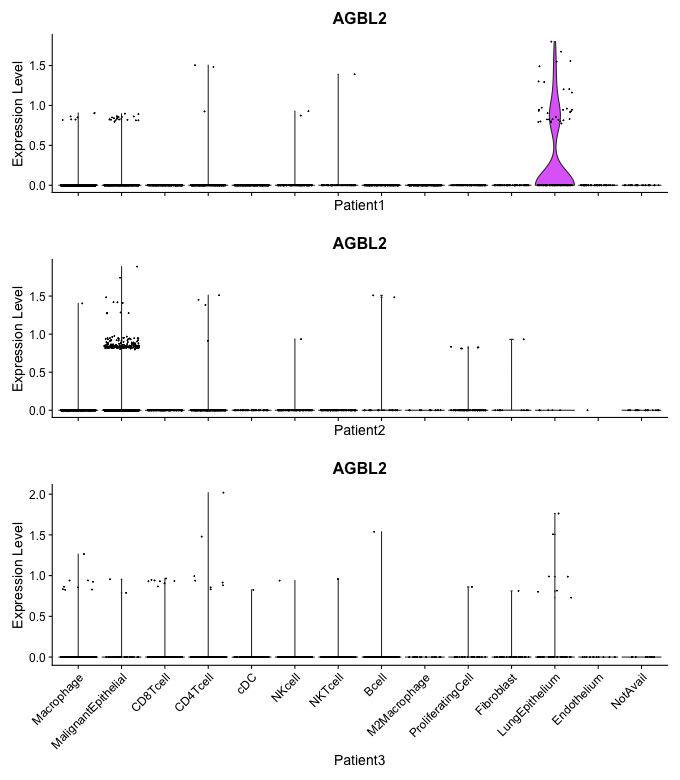 AGBL2
Expression Level
1.5
1.0
0.5
0.0
Patient1
AGBL2
Expression Level
1.5
1.0
0.5
0.0
Patient2
AGBL2
Expression Level
2.0
1.5
1.0
0.5
0.0
Macrophage
MalignantEpithelial
CD8Tcell
CD4Tcell
cDC
NKcell
NKTcell
Bcell
M2Macrophage
ProliferatingCell
Fibroblast
LungEpithelium
Endothelium
NotAvail
Patient3